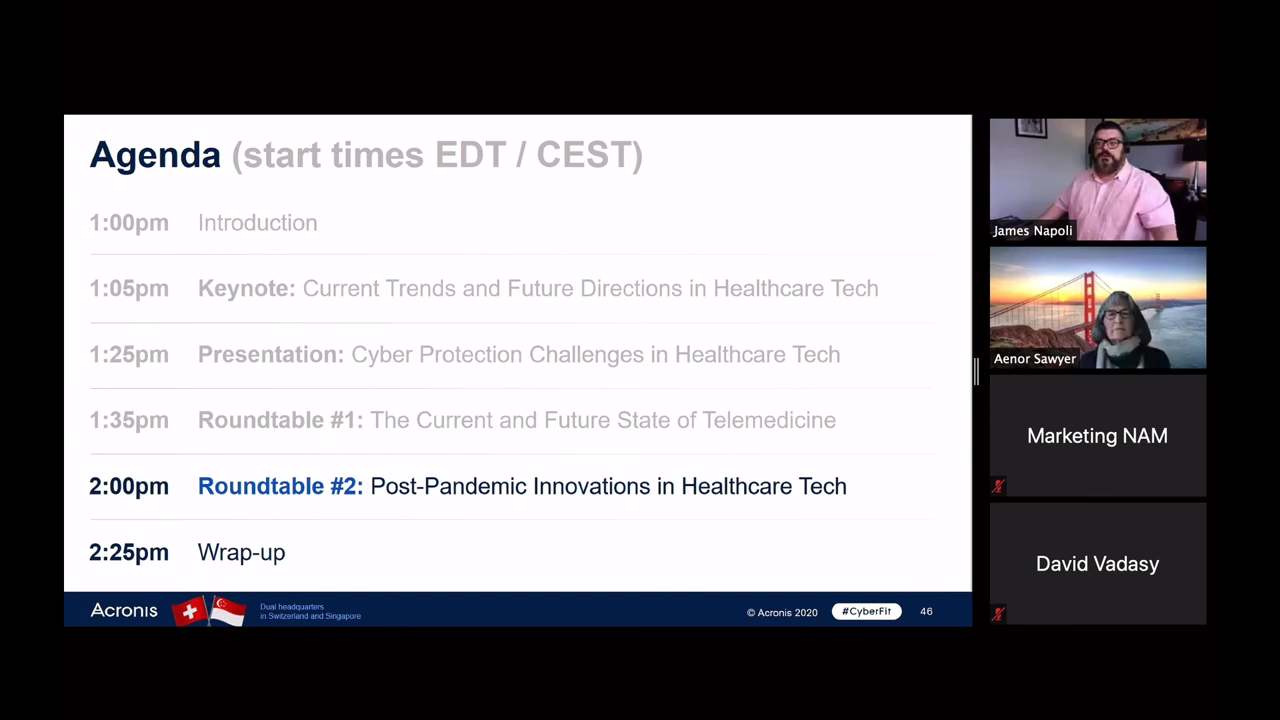 Agenda (start times EDT / CEST)
1:00pm Introduction
1:05pm Keynote: Current Trends and Future Directions in Healthcare Tech
1:25pm Presentation: Cyber Protection Challenges in Healthcare Tech
1:35pm Roundtable #1: The Current and Future State of Telemedicine
2:00pm Roundtable #2: Post-Pandemic Innovations in Healthcare Tech
2:25pm Wrap-up
Acronis
Dual headquarters
in Switzerland and Singapore
© Acronis 2020
#CyberFit
46
James Napoli
Aenor Sawyer
Marketing NAM
David Vadasy